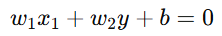 w₁x₁ + w₂y + b = 0